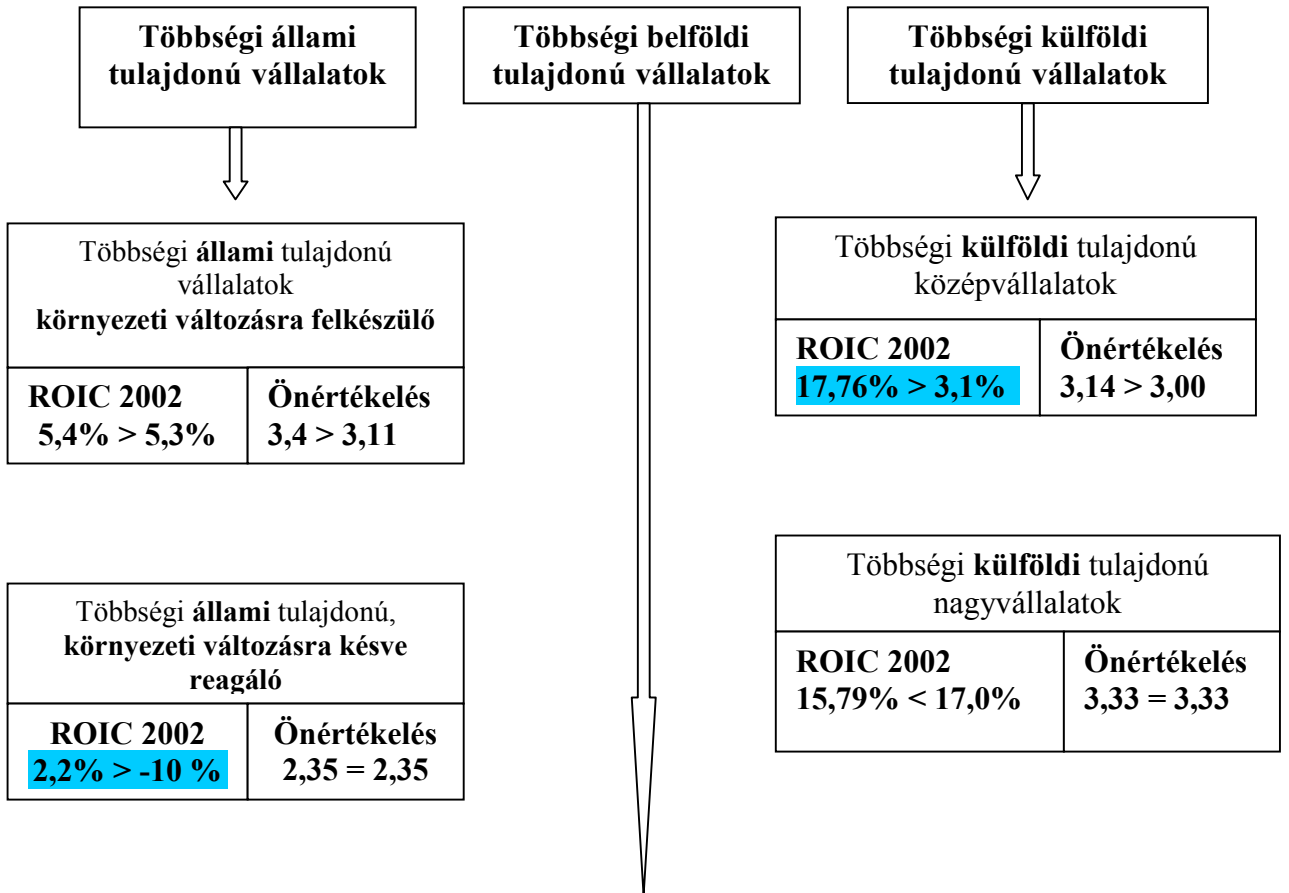 Többségi állami
tulajdonú vállalatok
Többségi belföldi
tulajdonú vállalatok
Többségi külföldi
tulajdonú vállalatok
Többségi állami tulajdonú
vállalatok
környezeti változásra felkészülő
ROIC 2002
5,4% > 5,3%
Önértékelés
3,4 > 3,11
Többségi külföldi tulajdonú
középvállalatok
ROIC 2002
17,76% > 3,1%
Önértékelés
3,14 > 3,00
Többségi állami tulajdonú,
környezeti változásra késve
reagáló
ROIC 2002
2,2% > -10 %
Önértékelés
2,35 = 2,35
Többségi külföldi tulajdonú
nagyvállalatok
ROIC 2002
15,79% < 17,0%
Önértékelés
3,33 = 3,33